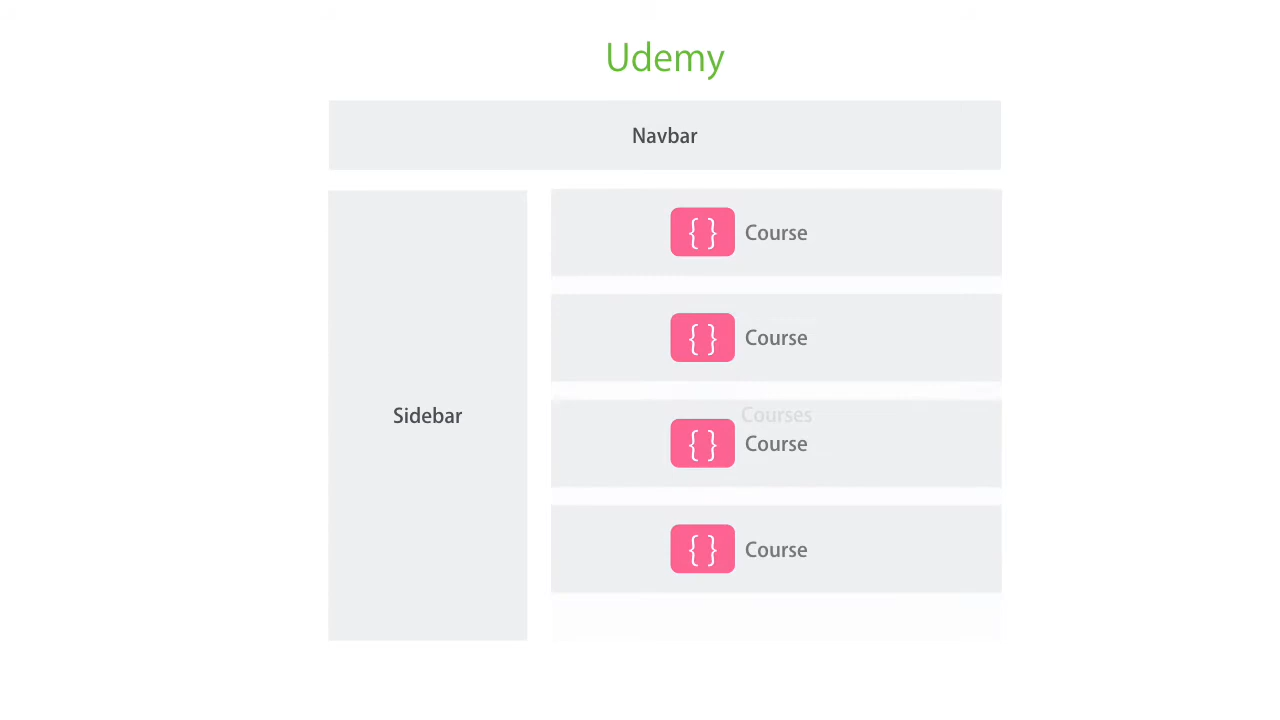 Udemy
Navbar
Sidebar
{ } Course
{ } Course
Courses
{ } Course
{ } Course